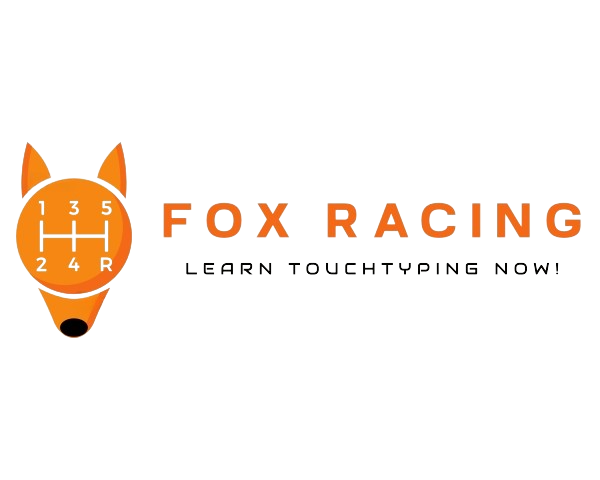 1 3 5
2 4 R
FOX RACING
LEARN TOUCHTYPING NOW!